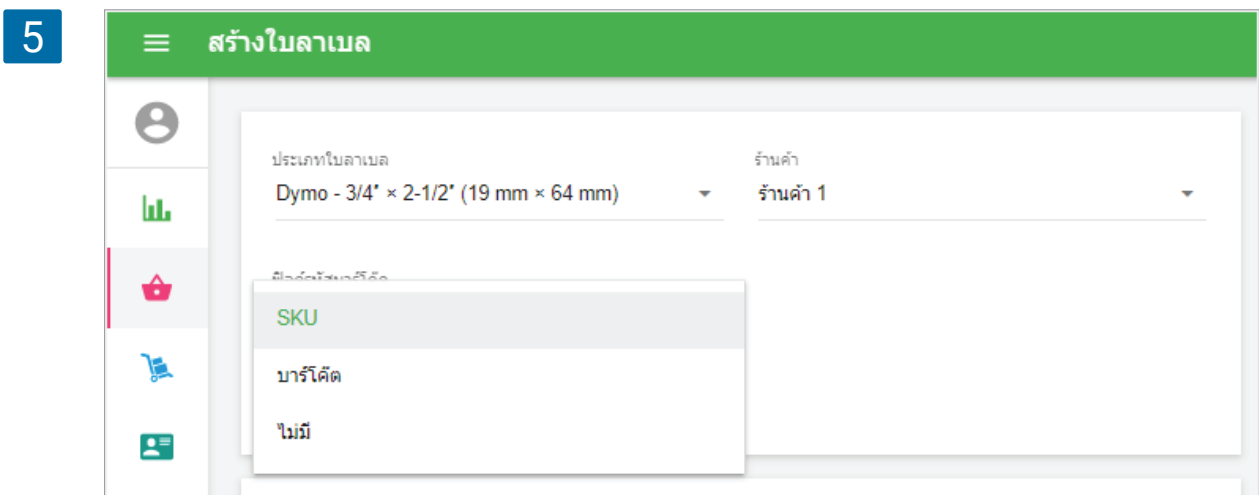 5
สร้างใบลาเบล
ประเภทใบลาเบล
ร้านค้า
Dymo - 3/4" × 2-1/2" (19 mm × 64 mm)
ร้านค้า 1
SKU
บาร์โค๊ต
ไม่มี